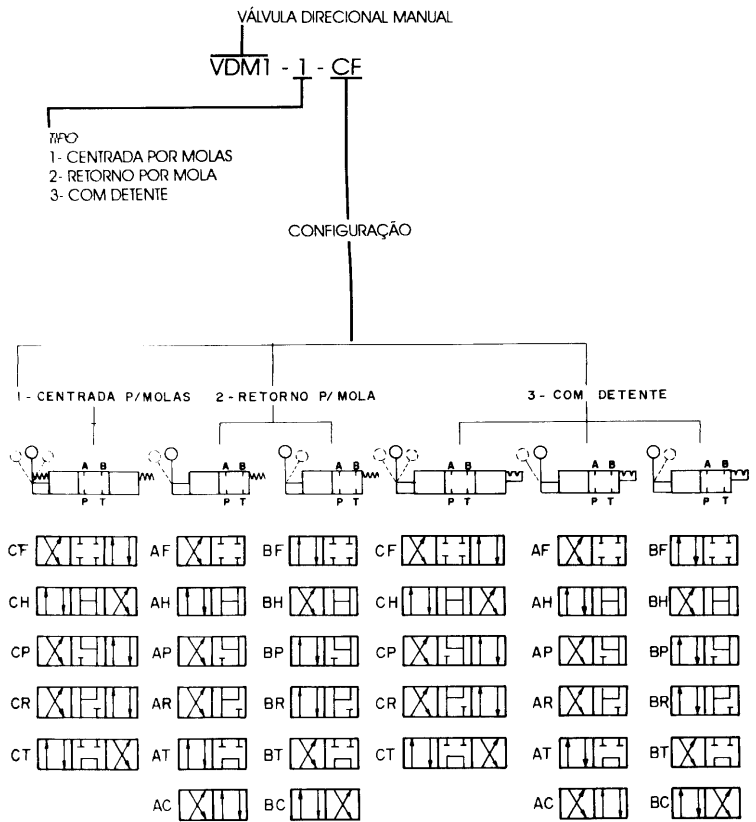 VÁLVULA DIRECIONAL MANUAL
VDM1 - 1 - CF
TIPO
1- CENTRADA POR MOLAS
2- RETORNO POR MOLA
3- COM DETENTE
CONFIGURAÇÃO
1 - CENTRADA P/MOLAS 2 - RETORNO P/MOLA 3 - COM DETENTE
A B A B A B A B A B A B
P T P T P T P T P T P T
CF AF BF CF AF BF
CH AH BH CH AH BH
CP AP BP CP AP BP
CR AR BR CR AR BR
CT AT BT CT AT BT
AC BC AC BC